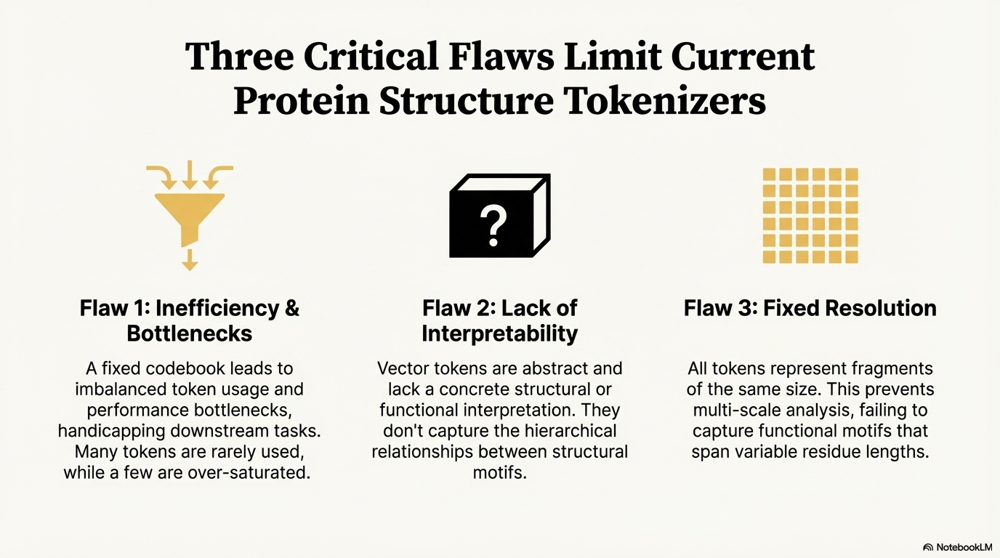 Three Critical Flaws Limit Current
Protein Structure Tokenizers
?
Flaw 1: Inefficiency &
Bottlenecks
A fixed codebook leads to
imbalanced token usage and
performance bottlenecks,
handicapping downstream tasks.
Many tokens are rarely used,
while a few are over-saturated.
Flaw 2: Lack of
Interpretability
Vector tokens are abstract and
lack a concrete structural or
functional interpretation. They
don't capture the hierarchical
relationships between structural
motifs.
Flaw 3: Fixed Resolution
All tokens represent fragments
of the same size. This prevents
multi-scale analysis, failing to
capture functional motifs that
span variable residue lengths.
NotebookLM